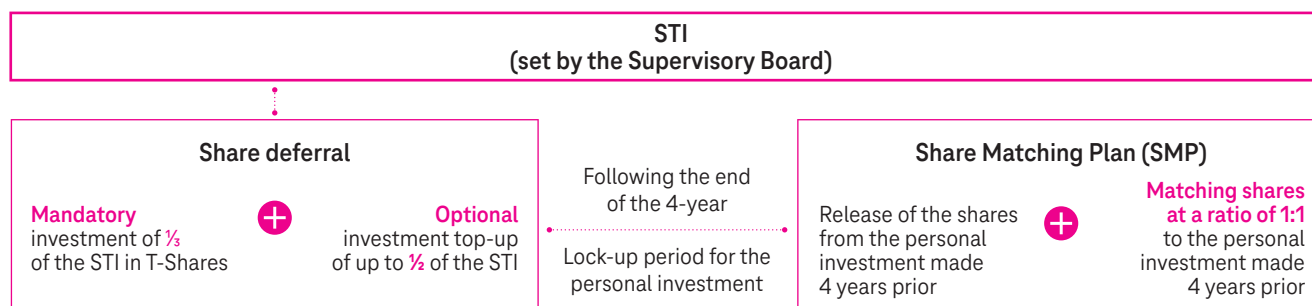 STI
(set by the Supervisory Board)
Share deferral
Mandatory
investment of ⅓
of the STI in T-Shares
Optional
investment top-up
of up to ½ of the STI
Following the end
of the 4-year
Lock-up period for the
personal investment
Share Matching Plan (SMP)
Release of the shares
from the personal
investment made
4 years prior
Matching shares
at a ratio of 1:1
to the personal
investment made
4 years prior